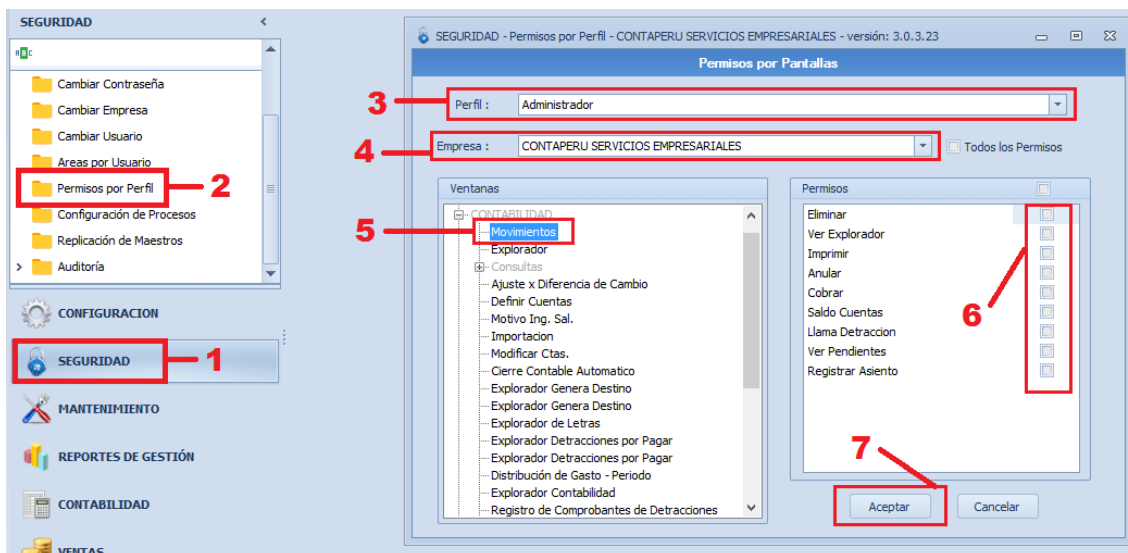 SEGURIDAD
Cambiar Contraseña
Cambiar Empresa
Cambiar Usuario
Areas por Usuario
Permisos por Perfil
2
Configuración de Procesos
Replicación de Maestros
Auditoría
CONFIGURACION
SEGURIDAD
1
MANTENIMIENTO
REPORTES DE GESTIÓN
CONTABILIDAD
VENTAS
SEGURIDAD - Permisos por Perfil - CONTAPERU SERVICIOS EMPRESARIALES - versión: 3.0.3.23
Permisos por Pantallas
3
Perfil :
Administrador
4
Empresa :
CONTAPERU SERVICIOS EMPRESARIALES
Todos los Permisos
Ventanas
CONTABILIDAD
5
Movimientos
Explorador
Consultas
Ajuste x Diferencia de Cambio
Definir Cuentas
Motivo Ing. Sal.
Importacion
Modificar Ctas.
Cierre Contable Automatico
Explorador Genera Destino
Explorador Genera Destino
Explorador de Letras
Explorador Detracciones por Pagar
Explorador Detracciones por Pagar
Distribución de Gasto - Periodo
Explorador Contabilidad
Registro de Comprobantes de Detracciones
Permisos
Eliminar
Ver Explorador
Imprimir
Anular
Cobrar
Saldo Cuentas
Llama Detraccion
Ver Pendientes
Registrar Asiento
6
7
Aceptar
Cancelar